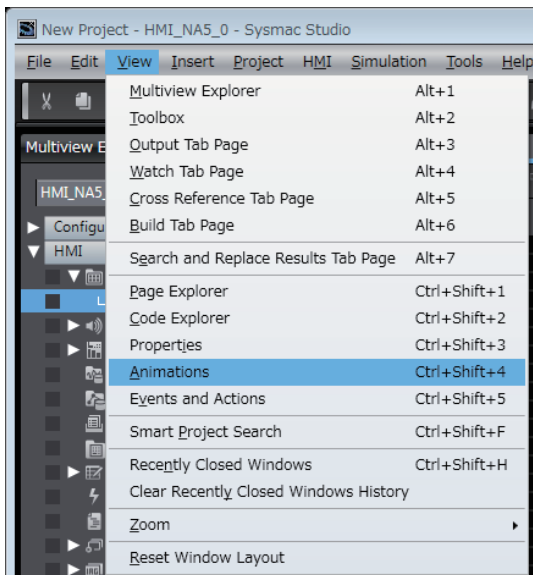 New Project - HMI_NA5_0 - Sysmac Studio
File Edit View Insert Project HMI Simulation Tools Help
Multiview Explorer Alt+1
Toolbox Alt+2
Output Tab Page Alt+3
Multiview E
Watch Tab Page Alt+4
HMI_NA5_
Cross Reference Tab Page Alt+5
Configu
Build Tab Page Alt+6
HMI
Search and Replace Results Tab Page Alt+7
Page Explorer Ctrl+Shift+1
Code Explorer Ctrl+Shift+2
Properties Ctrl+Shift+3
Animations Ctrl+Shift+4
Events and Actions Ctrl+Shift+5
Smart Project Search Ctrl+Shift+F
Recently Closed Windows Ctrl+Shift+H
Clear Recently Closed Windows History
Zoom
Reset Window Layout